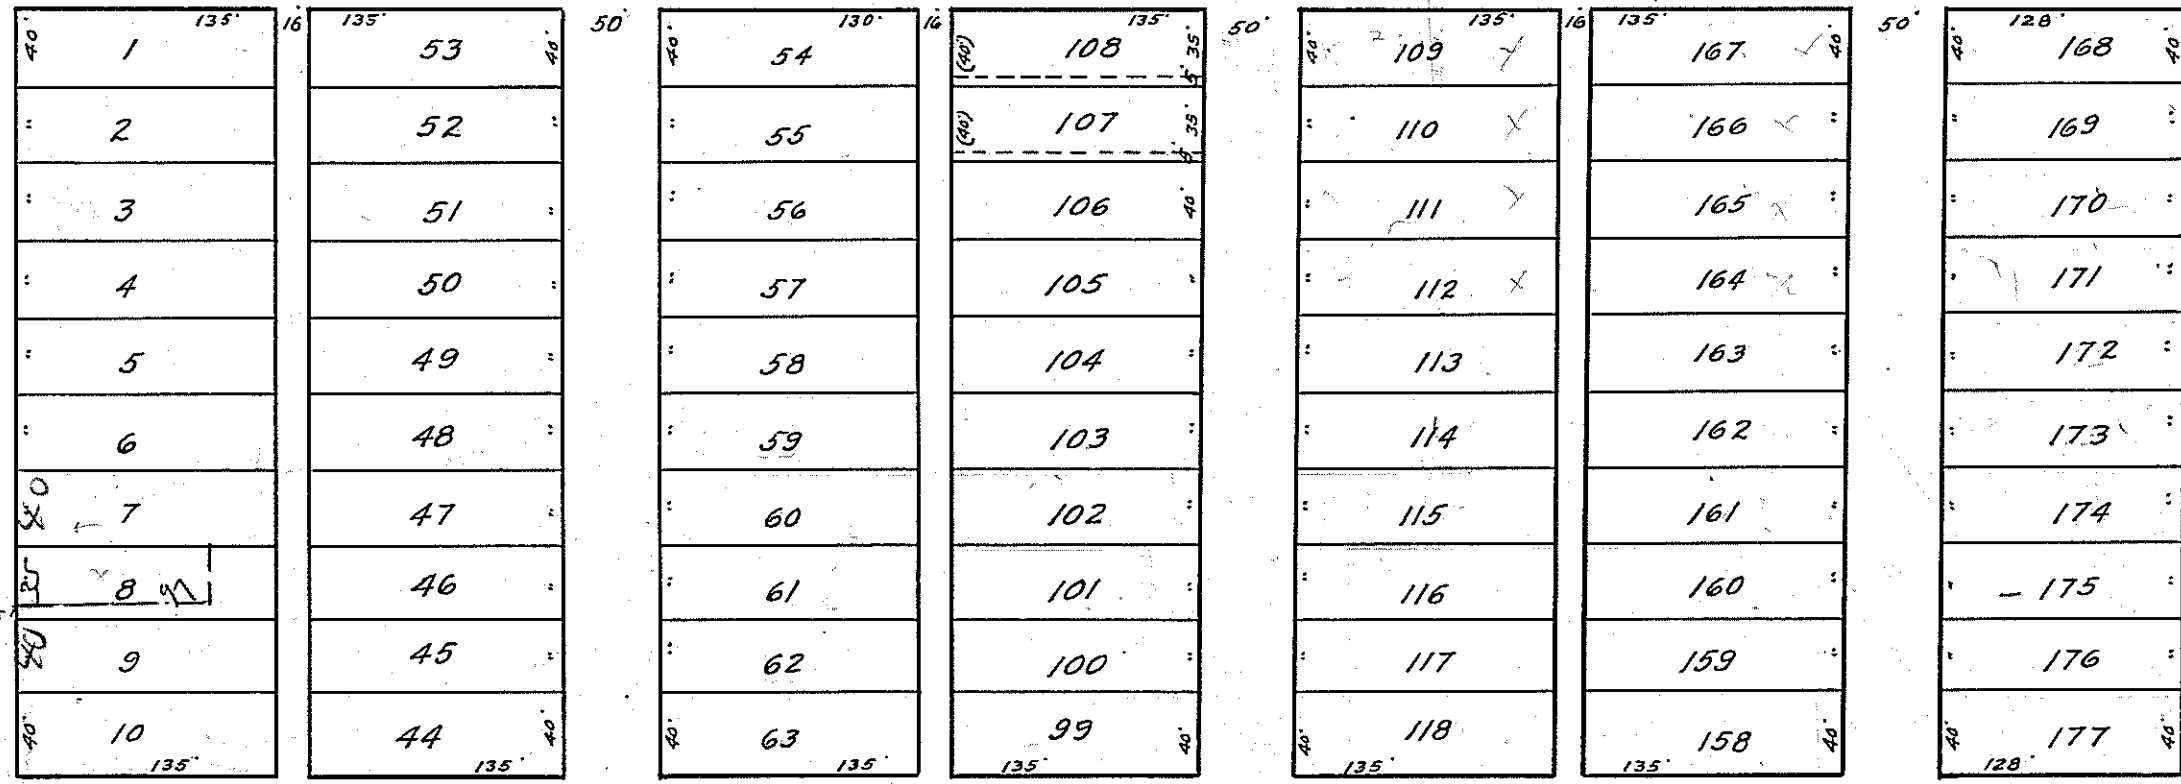 135' 16' 135' 50' 130' 16' 135' 50' 135' 16' 135' 50' 128'
40' 1 53 40' 40' 54 (40') 108 35' 40' 109 167 40' 40' 168 40'
5'
" 2 52 " " 55 (40') 107 35' " 110 166 " " 169 "
5'
" 3 51 " " 56 106 40' " 111 165 " " 170 "
" 4 50 " " 57 105 " " 112 164 " " 171 "
" 5 49 " " 58 104 " " 113 163 " " 172 "
" 6 48 " " 59 103 " " 114 162 " " 173 "
40 7 47 " " 60 102 " " 115 161 " " 174 "
35 8 46 " " 61 101 " " 116 160 " " 175 "
40 9 45 " " 62 100 " " 117 159 " " 176 "
40' 10 44 40' 40' 63 99 40' 40' 118 158 40' 40' 177 40'
135' 135' 135' 135' 135' 135' 128'